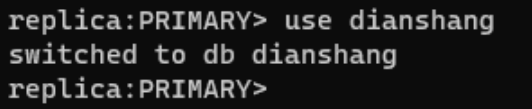 replica:PRIMARY> use dianshang
switched to db dianshang
replica:PRIMARY>